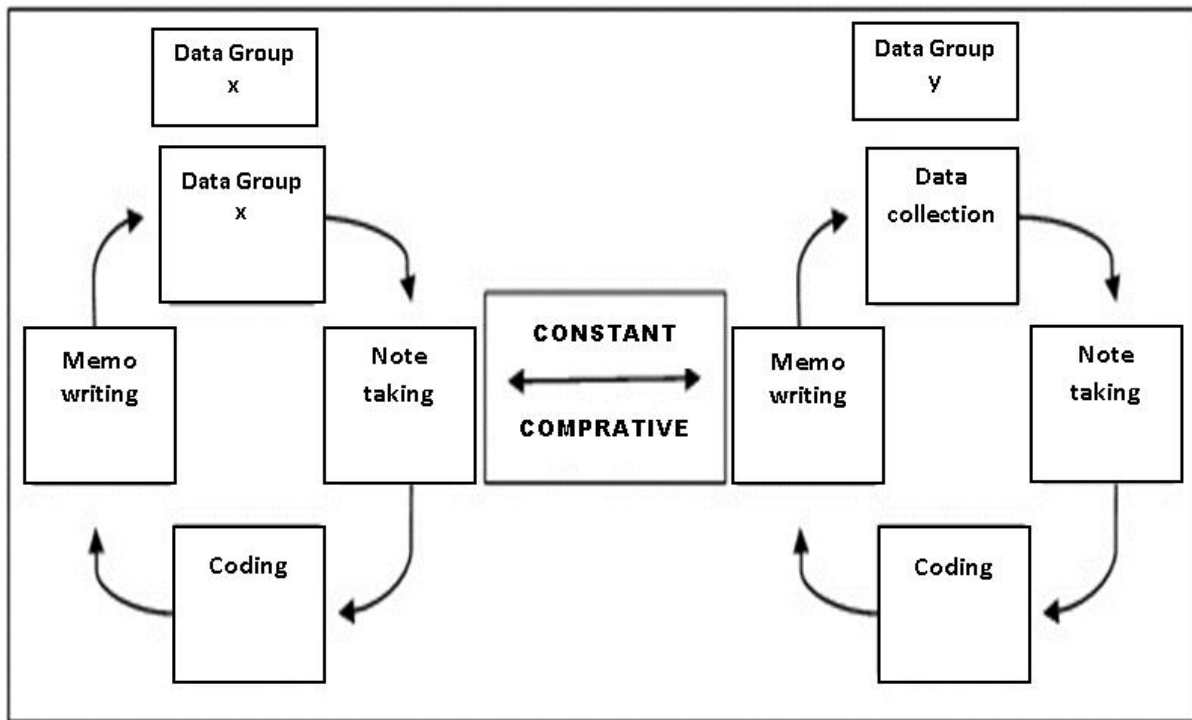 Data Group
x
Data Group
y
Data Group
x
Data
collection
Memo
writing
Note
taking
CONSTANT
COMPRATIVE
Memo
writing
Note
taking
Coding
Coding